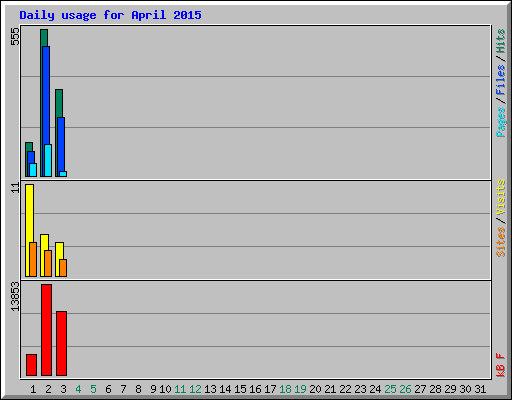 Daily usage for April 2015
555
Pages/Files/Hits
11
Sites/Visits
13853
kB F
1 2 3 4 5 6 7 8 9 10 11 12 13 14 15 16 17 18 19 20 21 22 23 24 25 26 27 28 29 30 31